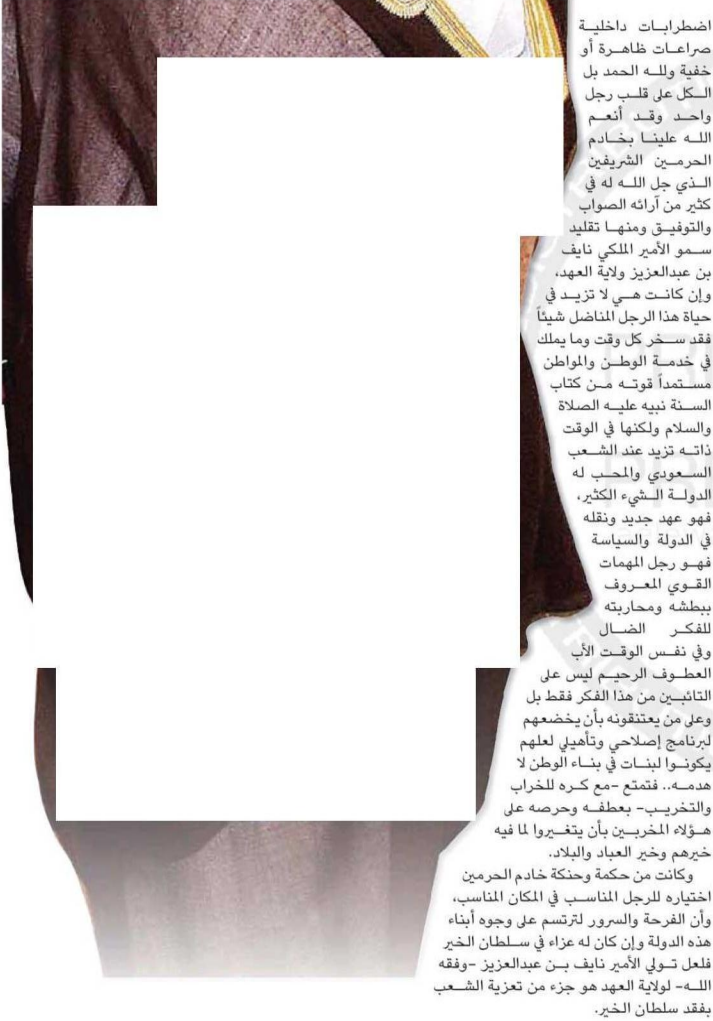 اضطرابات داخلية
صراعات ظاهرة أو
خفية ولله الحمد بل
الكل على قلب رجل
واحد وقد أنعم
الله علينا بخادم
الحرمين الشريفين
الذي جل الله له في
كثير من آرائه الصواب
والتوفيق ومنها تقليد
سمو الأمير الملكي نايف
بن عبدالعزيز ولاية العهد،
وإن كانت هي لا تزيد في
حياة هذا الرجل المناضل شيئاً
فقد سخر كل وقت وما يملك
في خدمة الوطن والمواطن
مستمداً قوته من كتاب
السنة نبيه عليه الصلاة
والسلام ولكنها في الوقت
ذاته تزيد عند الشعب
السعودي والمحب له
الدولة الشيء الكثير،
فهو عهد جديد ونقله
في الدولة والسياسة
فهو رجل المهمات
القوي المعروف
ببطشه ومحاربته
للفكر الضال
وفي نفس الوقت الأب
العطوف الرحيم ليس على
التائبين من هذا الفكر فقط بل
وعلى من يعتنقونه بأن يخضعهم
لبرنامج إصلاحي وتأهيلي لعلهم
يكونوا لبنات في بناء الوطن لا
هدمه.. فتمتع -مع كره للخراب
والتخريب- بعطفه وحرصه على
هؤلاء المخربين بأن يتغيروا لما فيه
خيرهم وخير العباد والبلاد.
وكانت من حكمة وحنكة خادم الحرمين
اختياره للرجل المناسب في المكان المناسب،
وأن الفرحة والسرور لترتسم على وجوه أبناء
هذه الدولة وإن كان له عزاء في سلطان الخير
فلعل تولي الأمير نايف بن عبدالعزيز -وفقه
الله- لولاية العهد هو جزء من تعزية الشعب
بفقد سلطان الخير.